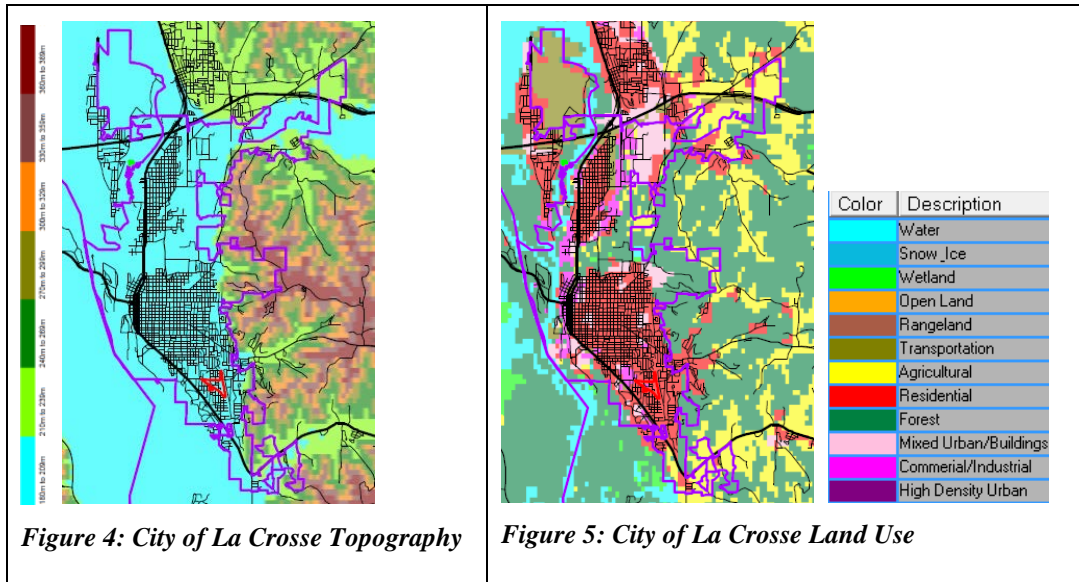 360m to 389m
330m to 359m
300m to 329m
270m to 299m
240m to 269m
210m to 239m
180m to 209m
Figure 4: City of La Crosse Topography
Color Description
Water
Snow_Ice
Wetland
Open Land
Rangeland
Transportation
Agricultural
Residential
Forest
Mixed Urban/Buildings
Commerial/Industrial
High Density Urban
Figure 5: City of La Crosse Land Use